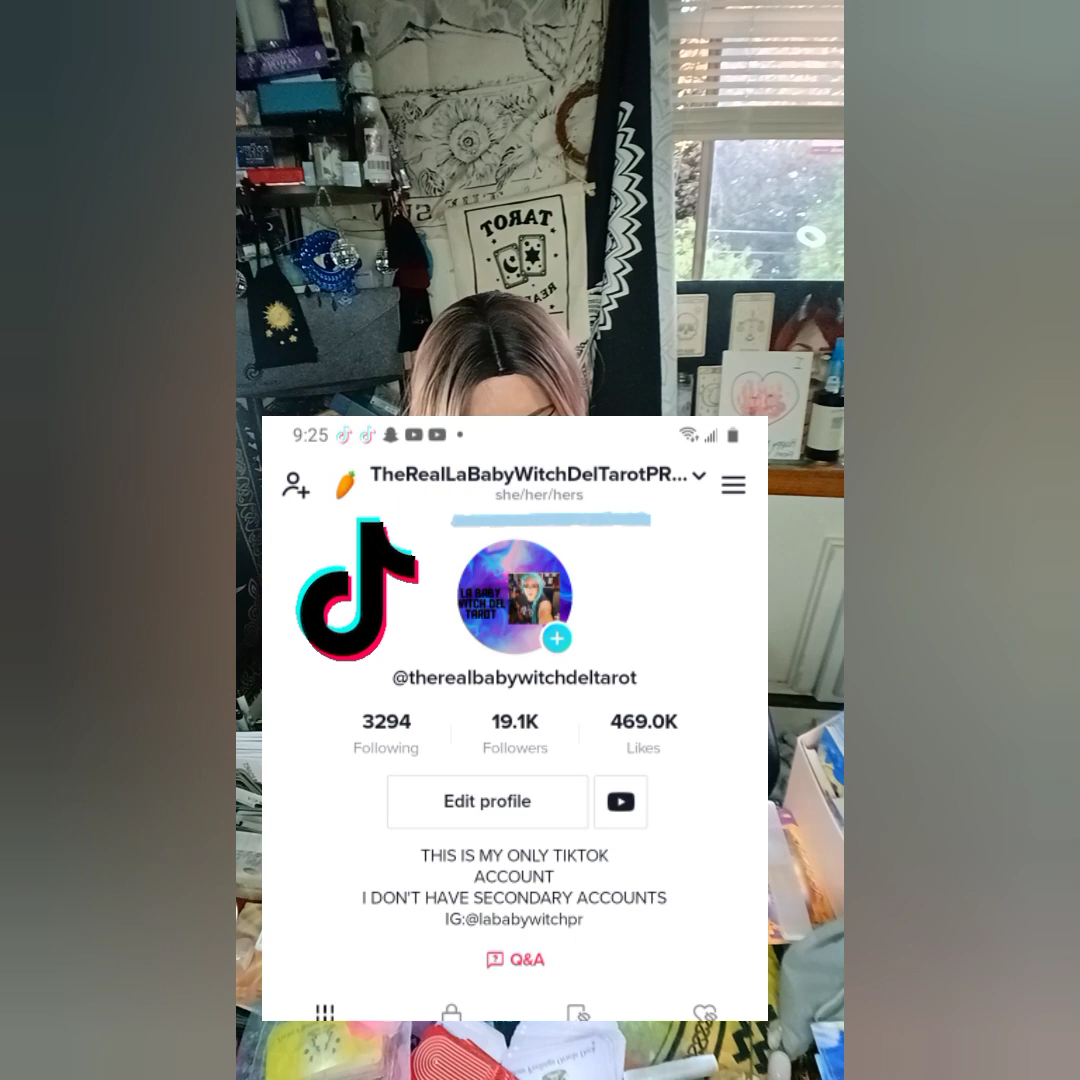 TAROT
9:25
TheRealLaBabyWitchDelTarotPR...
she/her/hers
LA BABY
WITCH DEL
TAROT
@therealbabywitchdeltarot
3294
19.1K
469.0K
Following
Followers
Likes
Edit profile
THIS IS MY ONLY TIKTOK
ACCOUNT
I DON'T HAVE SECONDARY ACCOUNTS
IG:@lababywitchpr
Q&A